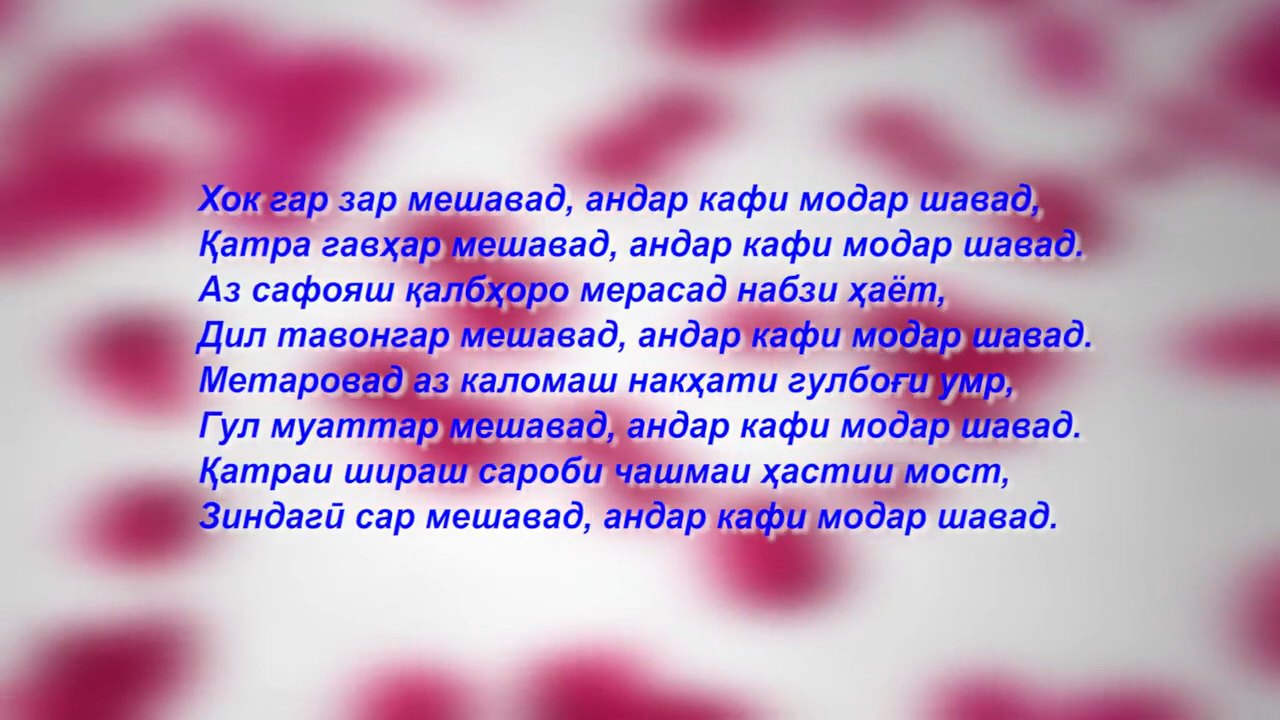 Хок гар зар мешавад, андар кафи модар шавад,
Қатра гавҳар мешавад, андар кафи модар шавад.
Аз сафояш қалбҳоро мерасад набзи ҳаёт,
Дил тавонгар мешавад, андар кафи модар шавад.
Метаровад аз каломаш накҳати гулбоғи умр,
Гул муаттар мешавад, андар кафи модар шавад.
Қатраи шираш сароби чашмаи ҳастии мост,
Зиндагӣ сар мешавад, андар кафи модар шавад.